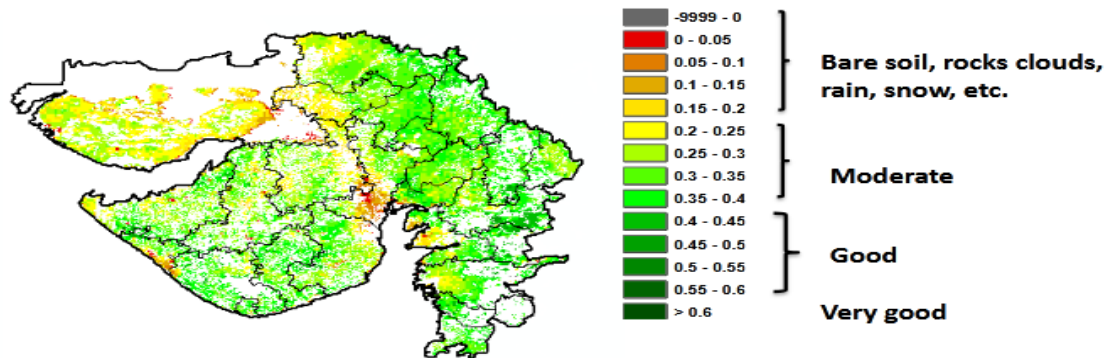 -9999 - 0
0 - 0.05
0.05 - 0.1
0.1 - 0.15
0.15 - 0.2
0.2 - 0.25
0.25 - 0.3
0.3 - 0.35
0.35 - 0.4
0.4 - 0.45
0.45 - 0.5
0.5 - 0.55
0.55 - 0.6
> 0.6
Bare soil, rocks clouds,
rain, snow, etc.
Moderate
Good
Very good